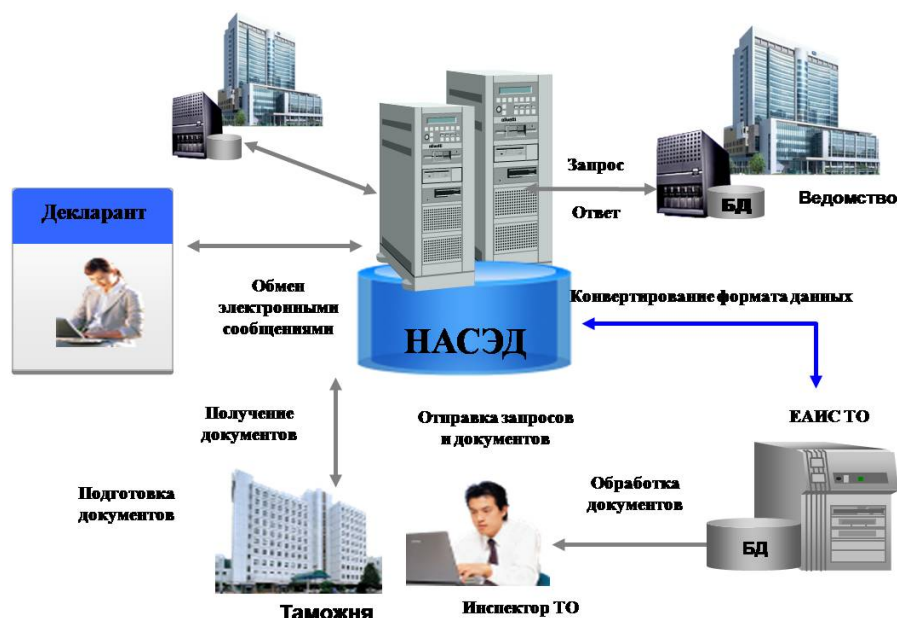 Запрос
Ответ
БД
Ведомство
Декларант
Обмен
электронными
сообщениями
НАСЭД
Конвертирование формата данных
ЕАИС ТО
Получение
документов
Отправка запросов
и документов
Подготовка
документов
Обработка
документов
БД
Таможня
Инспектор ТО